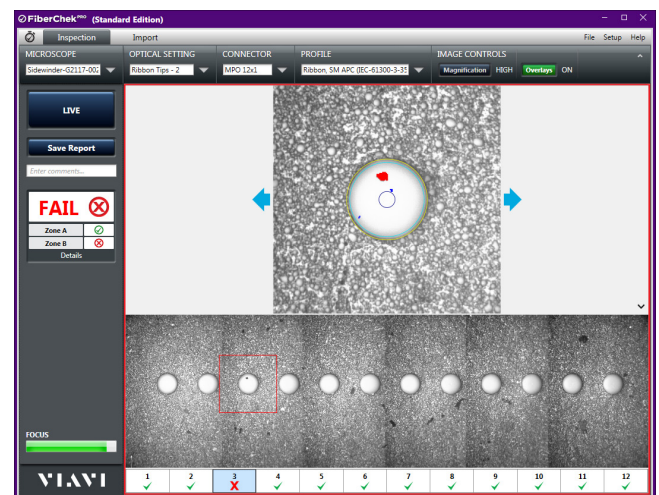 FiberChekPRO (Standard Edition)
Inspection Import File Setup Help
MICROSCOPE OPTICAL SETTING CONNECTOR PROFILE IMAGE CONTROLS
Sidewinder-G2117-002 Ribbon Tips - 2 MPO 12x1 Ribbon, SM APC (IEC-61300-3-35 Magnification HIGH Overlays ON
LIVE
Save Report
Enter comments...
FAIL
Zone A
Zone B
Details
FOCUS
VIAVI
1 2 3 4 5 6 7 8 9 10 11 12
X